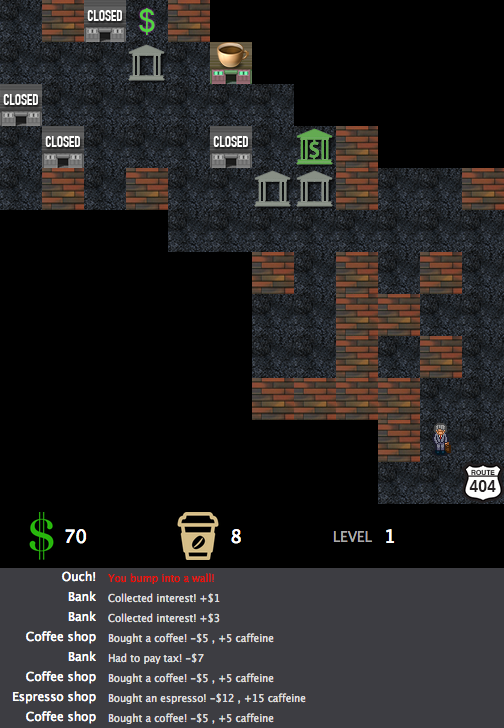 CLOSED
$
CLOSED
CLOSED
CLOSED
$
ROUTE
404
$ 70
8
LEVEL 1
Ouch! You bump into a wall!
Bank Collected interest! +$1
Bank Collected interest! +$3
Coffee shop Bought a coffee! -$5 , +5 caffeine
Bank Had to pay tax! -$7
Coffee shop Bought a coffee! -$5 , +5 caffeine
Espresso shop Bought an espresso! -$12 , +15 caffeine
Coffee shop Bought a coffee! -$5 , +5 caffeine